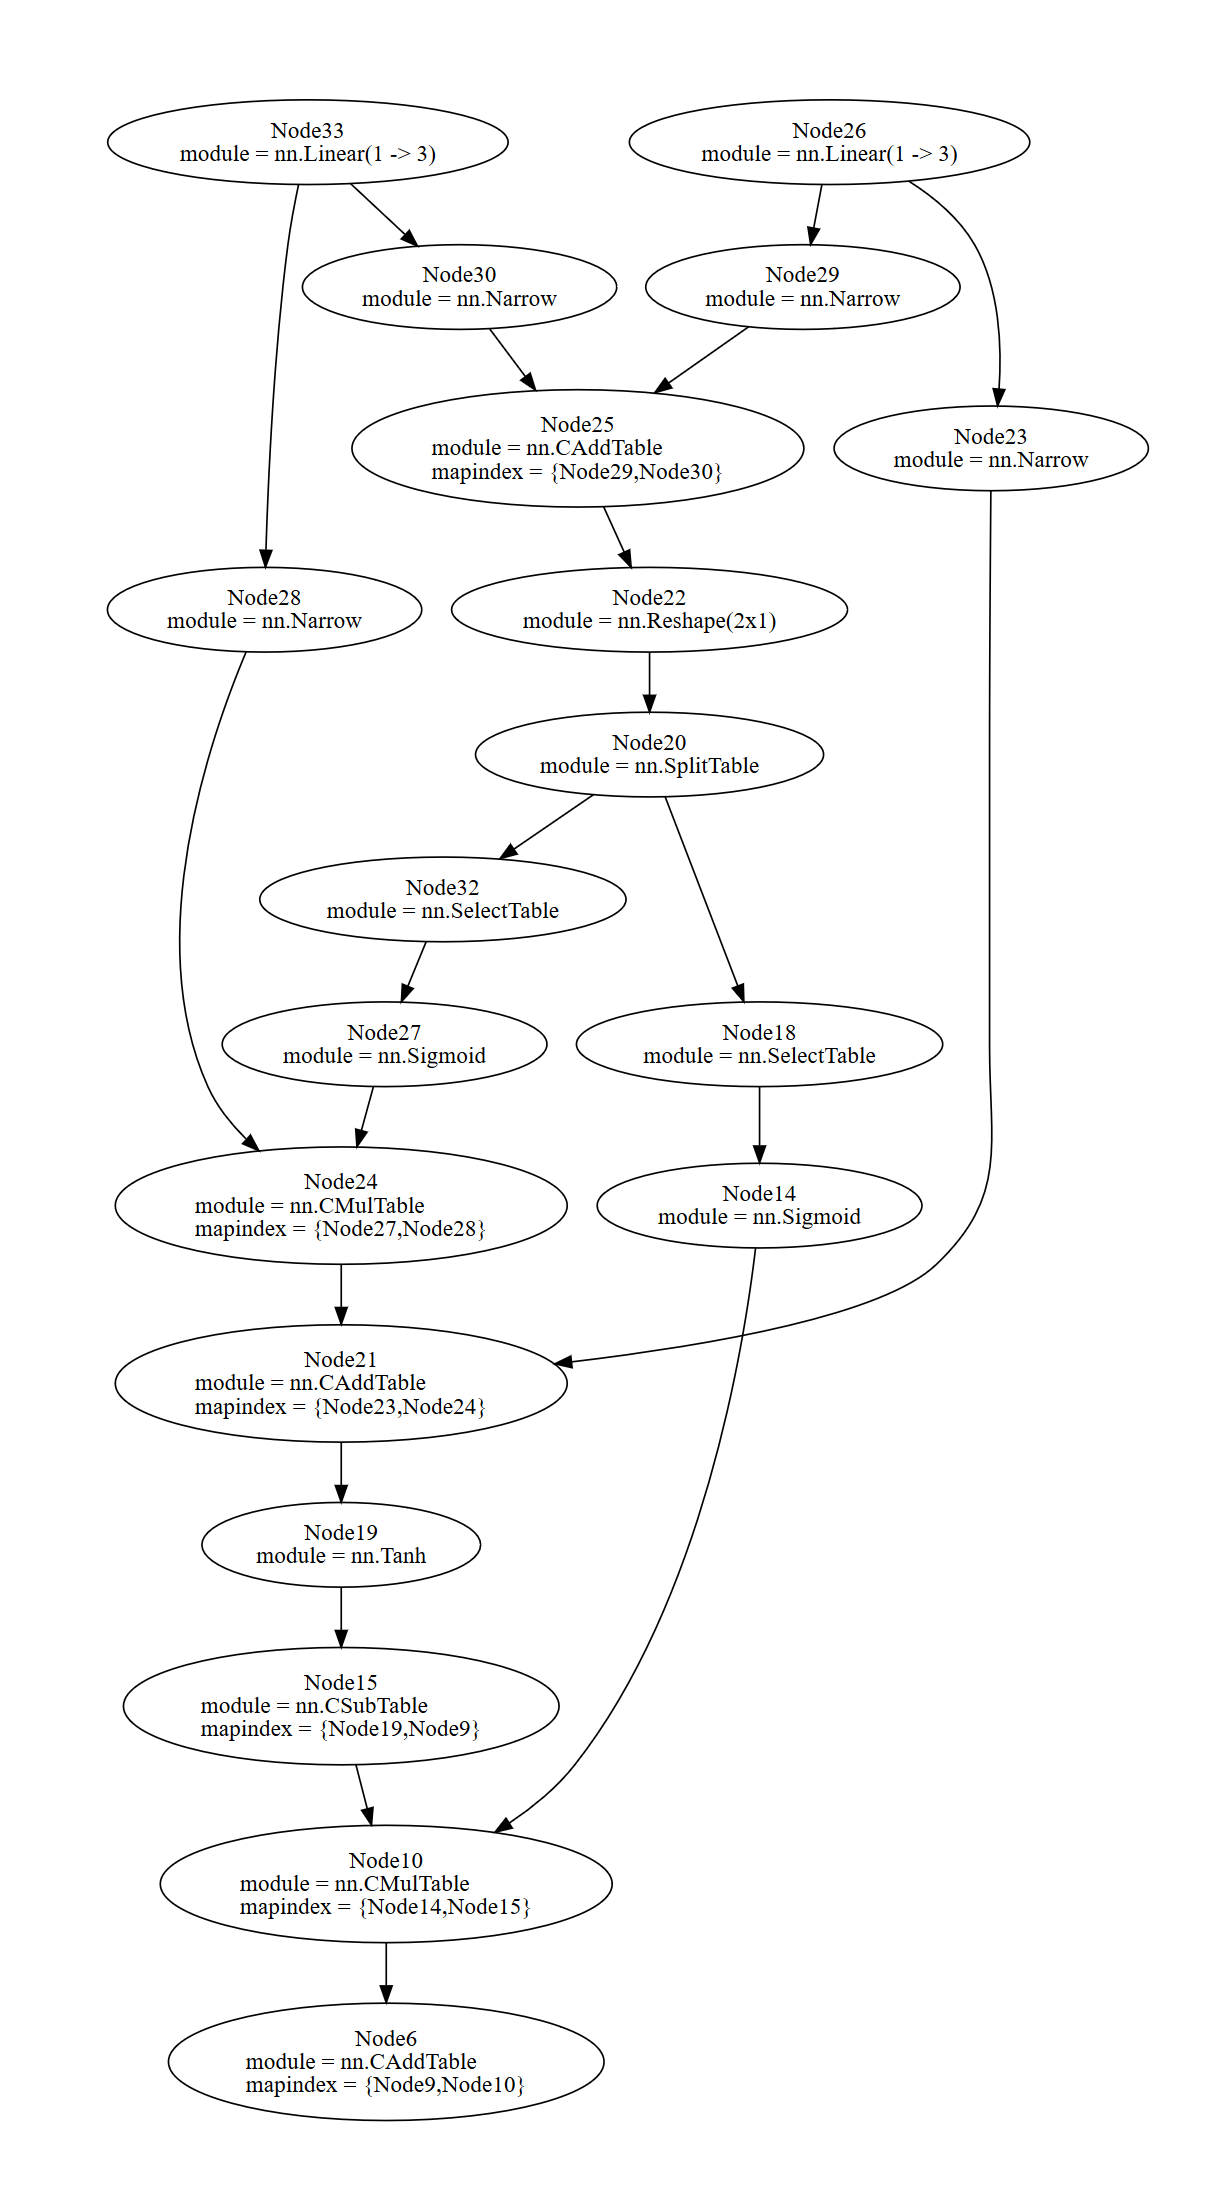 Node33
module = nn.Linear(1 -> 3)
Node26
module = nn.Linear(1 -> 3)
Node30
module = nn.Narrow
Node29
module = nn.Narrow
Node25
module = nn.CAddTable
mapindex = {Node29,Node30}
Node23
module = nn.Narrow
Node28
module = nn.Narrow
Node22
module = nn.Reshape(2x1)
Node20
module = nn.SplitTable
Node32
module = nn.SelectTable
Node27
module = nn.Sigmoid
Node18
module = nn.SelectTable
Node24
module = nn.CMulTable
mapindex = {Node27,Node28}
Node14
module = nn.Sigmoid
Node21
module = nn.CAddTable
mapindex = {Node23,Node24}
Node19
module = nn.Tanh
Node15
module = nn.CSubTable
mapindex = {Node19,Node9}
Node10
module = nn.CMulTable
mapindex = {Node14,Node15}
Node6
module = nn.CAddTable
mapindex = {Node9,Node10}